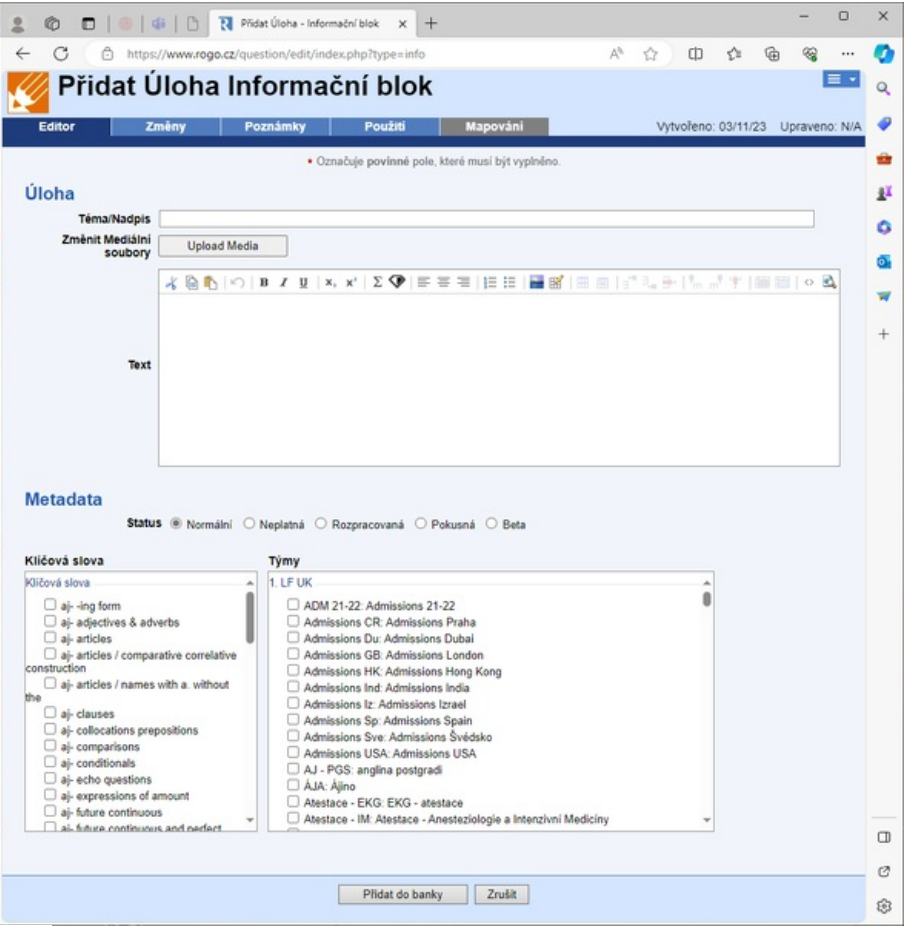 Přidat Úloha - Informační blok
https://www.rogo.cz/question/edit/index.php?type=info
Přidat Úloha Informační blok
Editor Změny Poznámky Použití Mapování Vytvořeno: 03/11/23 Upraveno: N/A
• Označuje povinné pole, které musí být vyplněno.
Úloha
Téma/Nadpis
Změnit Mediální
soubory
Upload Media
B I U x, x' Σ
Text
Metadata
Status Normální Neplatná Rozpracovaná Pokusná Beta
Klíčová slova
Klíčová slova
aj- -ing form
aj- adjectives & adverbs
aj- articles
aj- articles / comparative correlative
construction
aj- articles / names with a. without
the
aj- clauses
aj- collocations prepositions
aj- comparisons
aj- conditionals
aj- echo questions
aj- expressions of amount
aj- future continuous
aj- future continuous and perfect
Týmy
1. LF UK
ADM 21-22: Admissions 21-22
Admissions CR: Admissions Praha
Admissions Du: Admissions Dubai
Admissions GB: Admissions London
Admissions HK: Admissions Hong Kong
Admissions Ind: Admissions India
Admissions Iz: Admissions Izrael
Admissions Sp: Admissions Spain
Admissions Sve: Admissions Švédsko
Admissions USA: Admissions USA
AJ - PGS: anglina postgradi
ÁJA: Ájino
Atestace - EKG: EKG - atestace
Atestace - IM: Atestace - Anesteziologie a Intenzivní Medicíny
Přidat do banky Zrušit